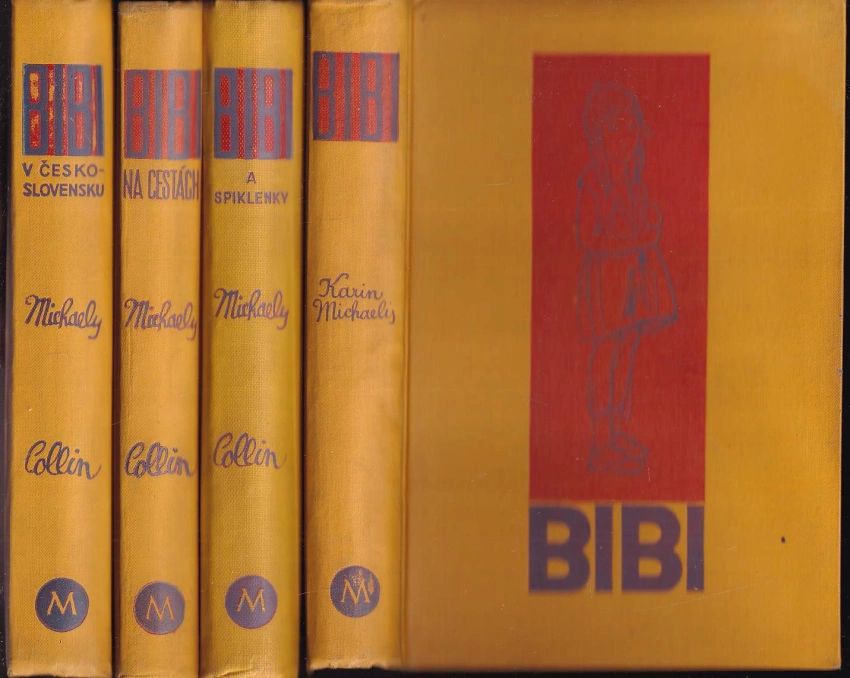 BIBI
V ČESKO-
SLOVENSKU
Michaely
Collin
M
BIBI
NA CESTÁCH
Michaely
Collin
M
BIBI
A
SPIKLENKY
Michaely
Collin
M
BIBI
Karin
Michaelis
M
BIBI